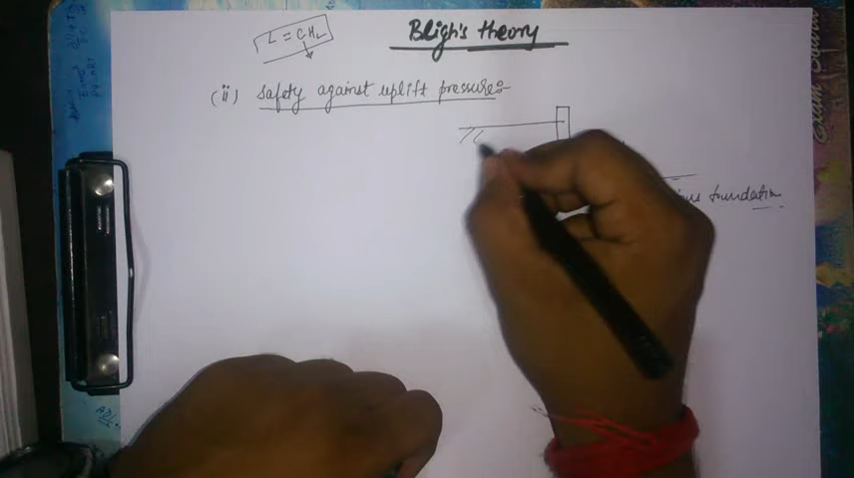 Bligh's theory
L = CHL
(ii) safety against uplift pressure:-
foundation